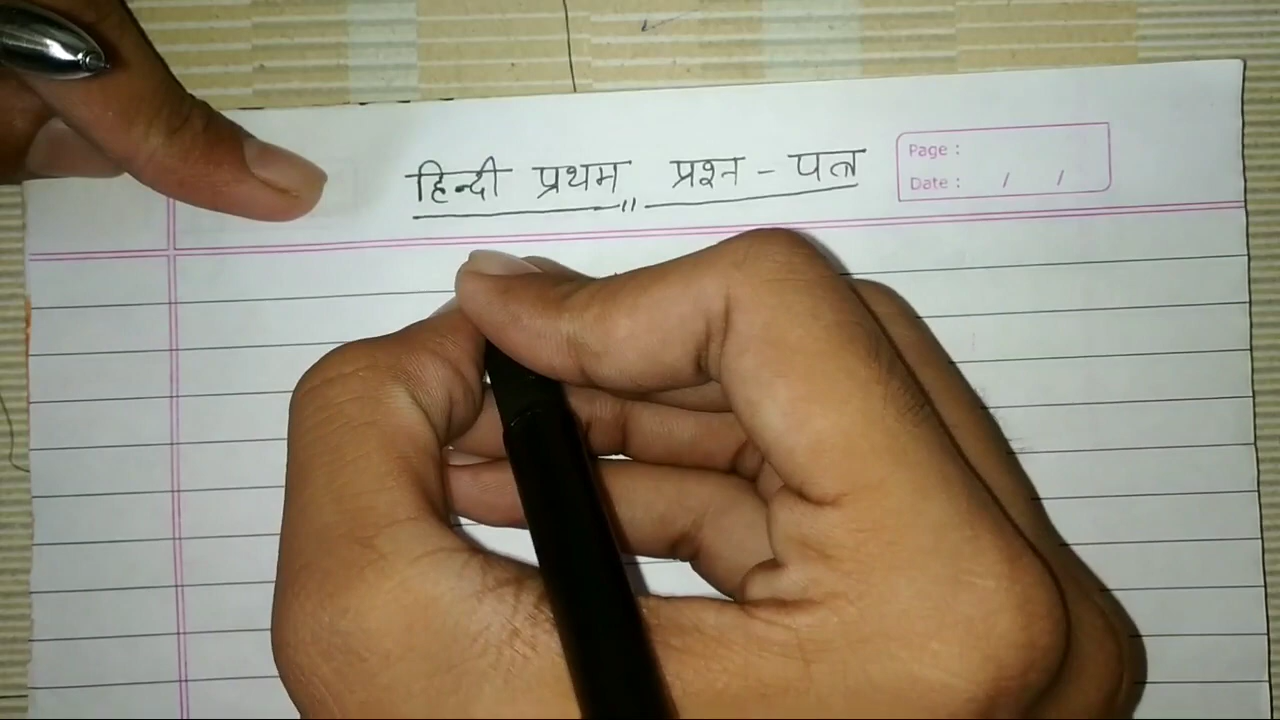 हिन्दी प्रथम प्रश्न - पत्र
Page :
Date : / /